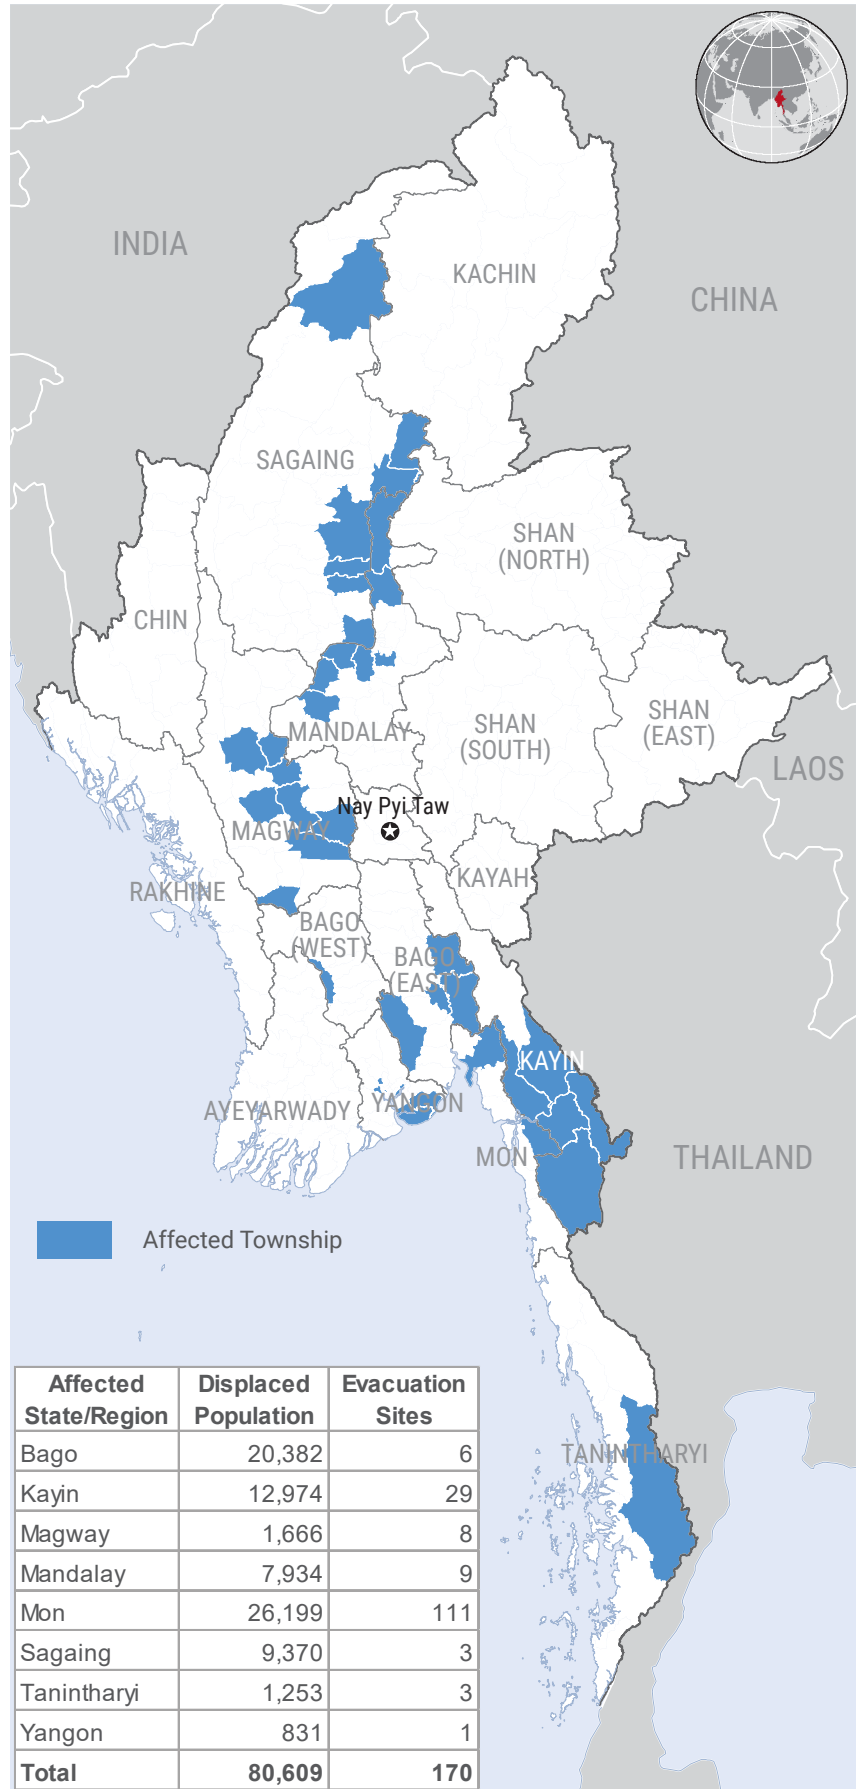 INDIA
KACHIN
CHINA
SAGAING
SHAN
(NORTH)
CHIN
MANDALAY
SHAN
(SOUTH)
SHAN
(EAST)
LAOS
Nay Pyi Taw
MAGWAY
RAKHINE
KAYAH
BAGO
(WEST)
BAGO
(EAST)
KAYIN
AYEYARWADY
YANGON
MON
THAILAND
Affected Township
TANINTHARYI
Affected State/Region Displaced Population Evacuation Sites
Bago 20,382 6
Kayin 12,974 29
Magway 1,666 8
Mandalay 7,934 9
Mon 26,199 111
Sagaing 9,370 3
Tanintharyi 1,253 3
Yangon 831 1
Total 80,609 170